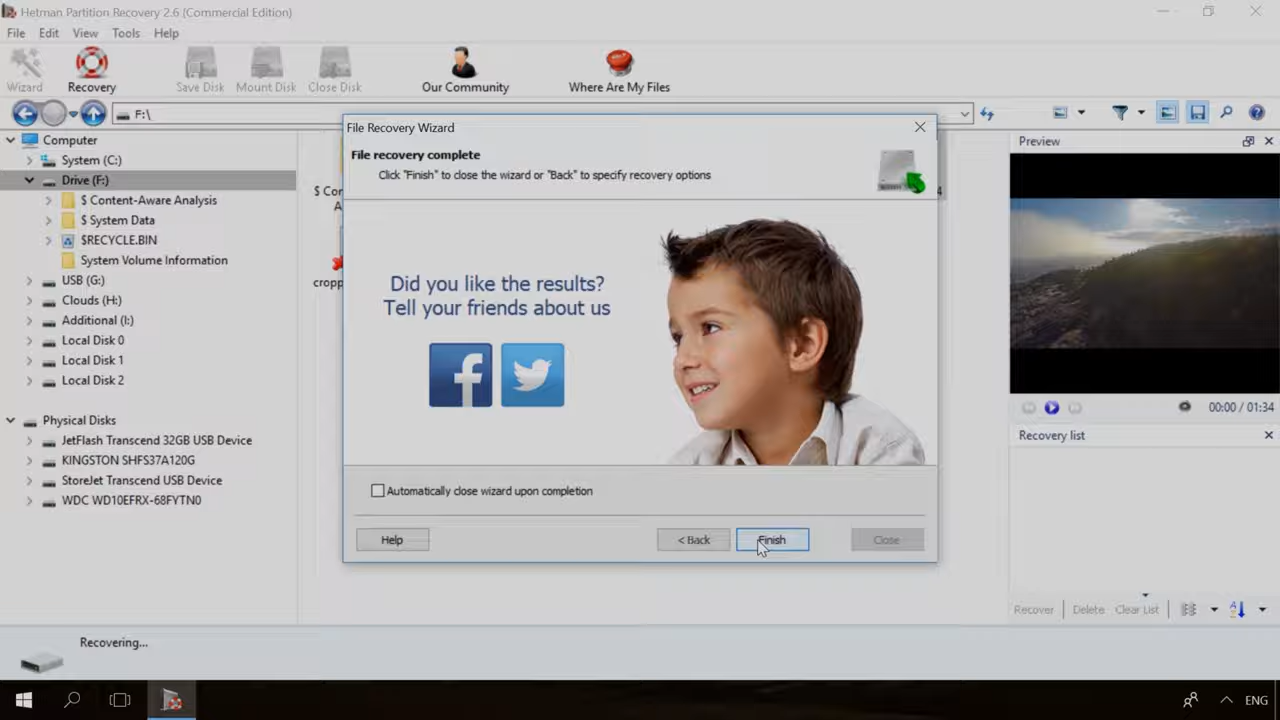 Hetman Partition Recovery 2.6 (Commercial Edition)
File Edit View Tools Help
Wizard Recovery Save Disk Mount Disk Close Disk Our Community Where Are My Files
F:\
Computer
System (C:)
Drive (F:)
$ Content-Aware Analysis
$ System Data
$RECYCLE.BIN
System Volume Information
USB (G:)
Clouds (H:)
Additional (I:)
Local Disk 0
Local Disk 1
Local Disk 2
Physical Disks
JetFlash Transcend 32GB USB Device
KINGSTON SHFS37A120G
StoreJet Transcend USB Device
WDC WD10EFRX-68FYTN0
$ Con
A
4
cropp
File Recovery Wizard
File recovery complete
Click "Finish" to close the wizard or "Back" to specify recovery options
Did you like the results?
Tell your friends about us
Automatically close wizard upon completion
Help < Back Finish Close
Preview
00:00 / 01:34
Recovery list
Recover Delete Clear List
Recovering...
ENG